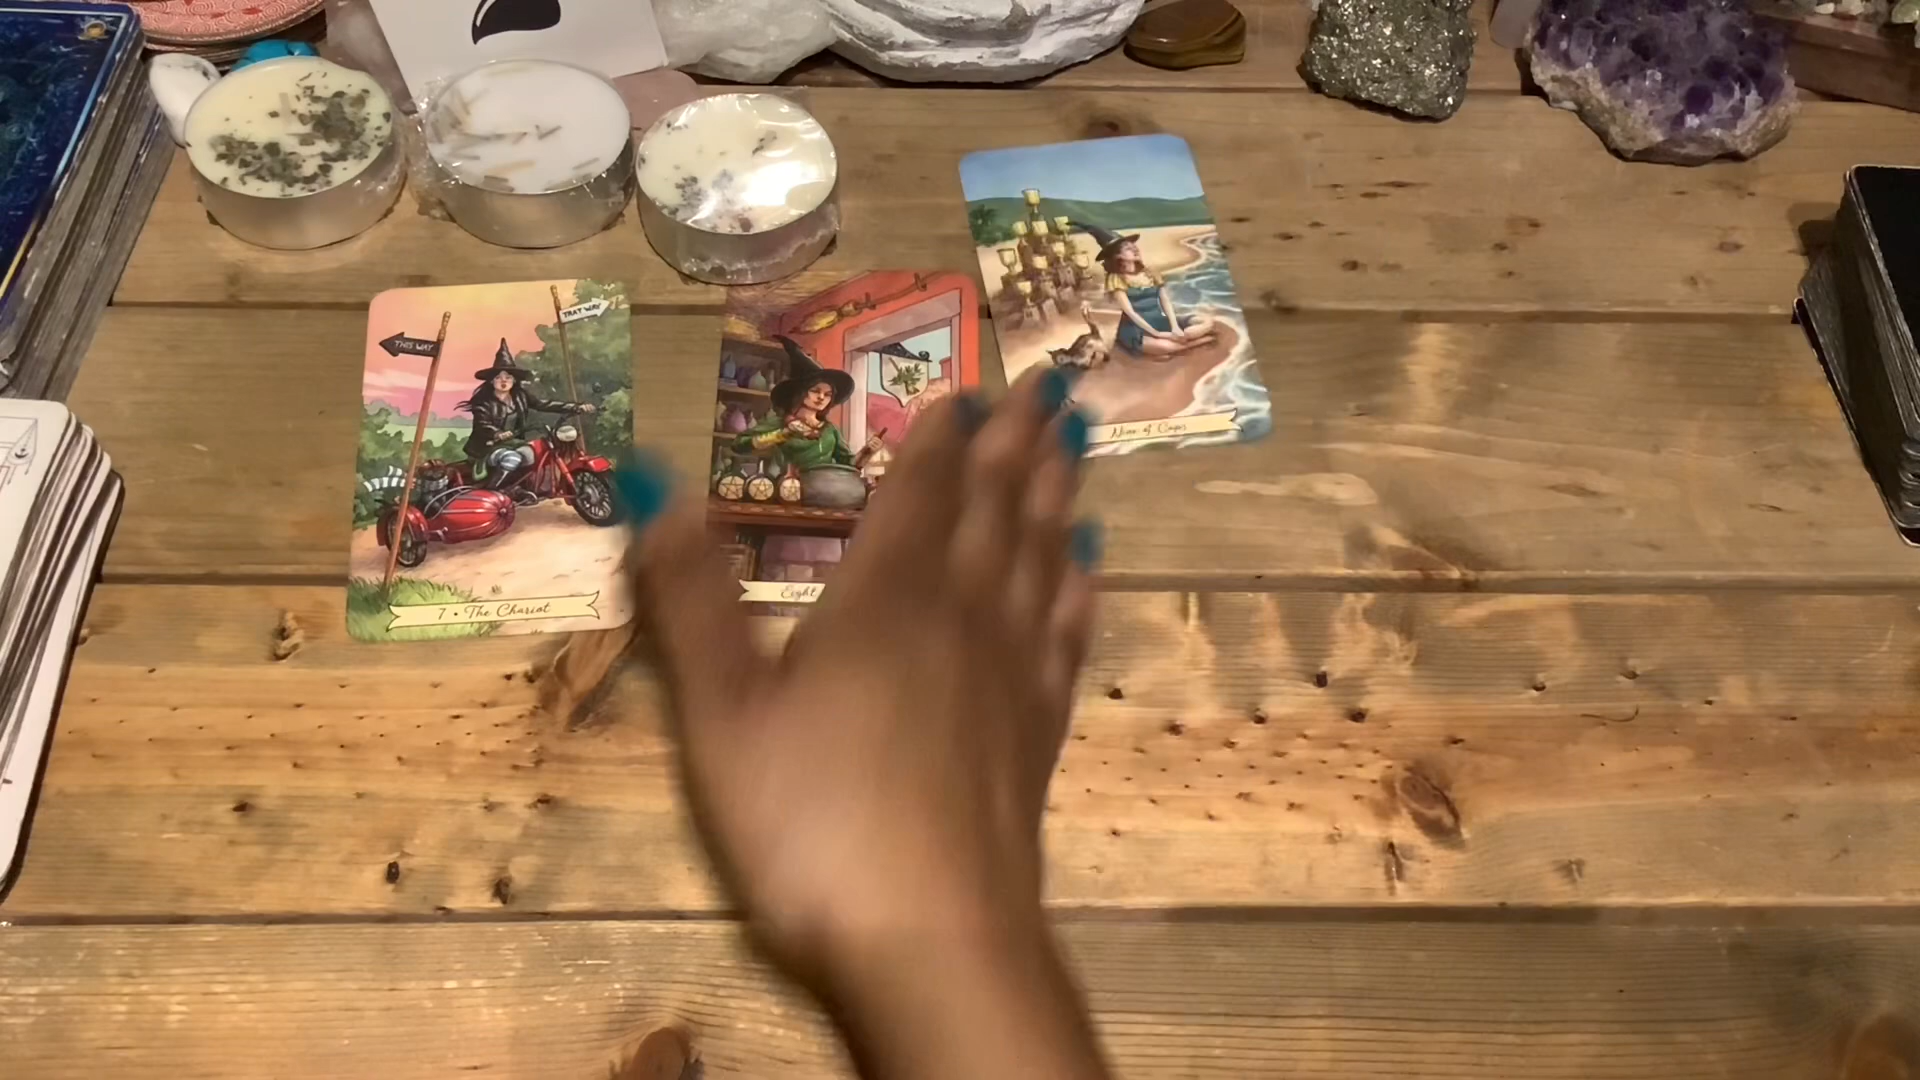 THIS WAY
THAT WAY
7 • The Chariot
Eight
Nine of Cups